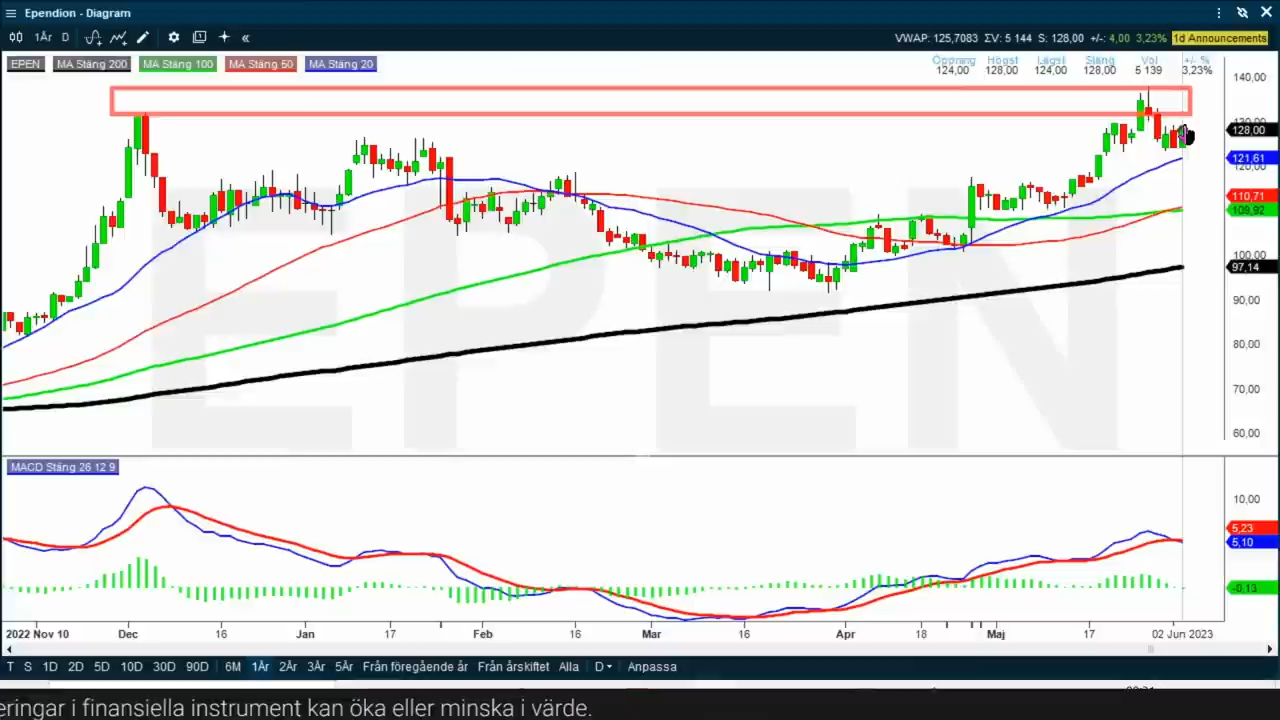 Ependion - Diagram
1År D
VWAP: 125,7083 ΣV: 5 144 S: 128,00 +/-: 4,00 3,23% 1d Announcements
EPEN MA Stäng 200 MA Stäng 100 MA Stäng 50 MA Stäng 20
Öppning Högst Lägst Stäng Vol +/- %
124,00 128,00 124,00 128,00 5 139 3,23%
140,00
130,00
128,00
121,61
120,00
110,71
109,92
100,00
97,14
90,00
80,00
70,00
60,00
EPEN
MACD Stäng 26 12 9
10,00
5,23
5,10
-0,13
2022 Nov 10 Dec 16 Jan 17 Feb 16 Mar 16 Apr 18 Maj 17 02 Jun 2023
T S 1D 2D 5D 10D 30D 90D 6M 1År 2År 3År 5År Från föregående år Från årskiftet Alla D Anpassa
eringar i finansiella instrument kan öka eller minska i värde.